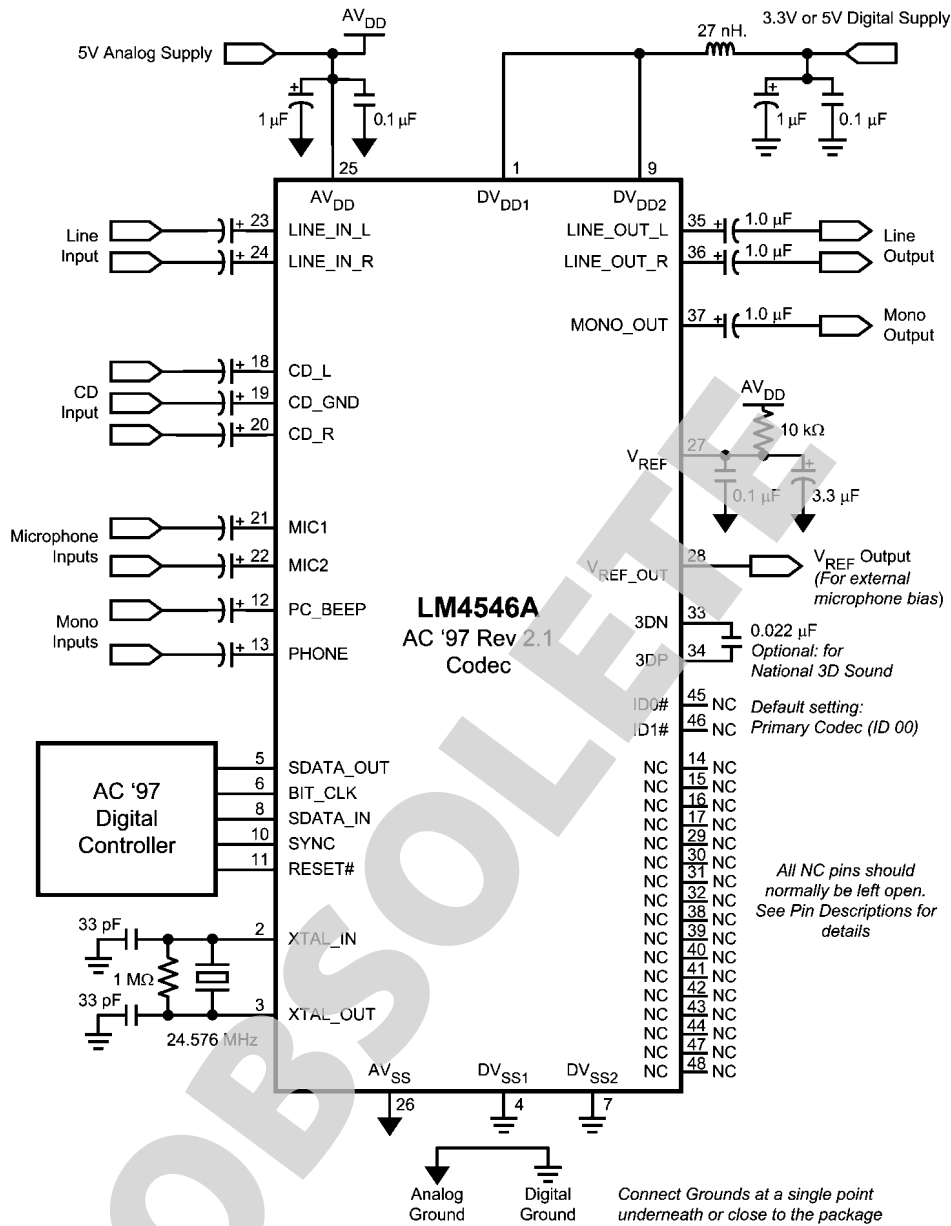 AVDD
5V Analog Supply
27 nH.
3.3V or 5V Digital Supply
+
1 µF
0.1 µF
+
1 µF
0.1 µF
25
1
9
AVDD
DVDD1
DVDD2
Line
Input
+ 23
LINE_IN_L
+ 24
LINE_IN_R
LINE_OUT_L
35 + 1.0 µF
LINE_OUT_R
36 + 1.0 µF
Line
Output
MONO_OUT
37 + 1.0 µF
Mono
Output
CD
Input
+ 18
CD_L
+ 19
CD_GND
+ 20
CD_R
AVDD
10 kΩ
VREF
27
0.1 µF
+
3.3 µF
Microphone
Inputs
+ 21
MIC1
+ 22
MIC2
VREF_OUT
28
VREF Output
(For external
microphone bias)
Mono
Inputs
+ 12
PC_BEEP
+ 13
PHONE
LM4546A
AC '97 Rev 2.1
Codec
3DN
33
3DP
34
0.022 µF
Optional: for
National 3D Sound
ID0#
45 NC
ID1#
46 NC
Default setting:
Primary Codec (ID 00)
AC '97
Digital
Controller
5
SDATA_OUT
6
BIT_CLK
8
SDATA_IN
10
SYNC
11
RESET#
NC 14 NC
NC 15 NC
NC 16 NC
NC 17 NC
NC 29 NC
NC 30 NC
NC 31 NC
NC 32 NC
NC 38 NC
NC 39 NC
NC 40 NC
NC 41 NC
NC 42 NC
NC 43 NC
NC 44 NC
NC 47 NC
NC 48 NC
All NC pins should
normally be left open.
See Pin Descriptions for
details
33 pF
2
XTAL_IN
1 MΩ
33 pF
3
XTAL_OUT
24.576 MHz
AVSS
DVSS1
DVSS2
26
4
7
Analog
Ground
Digital
Ground
Connect Grounds at a single point
underneath or close to the package
OBSOLETE